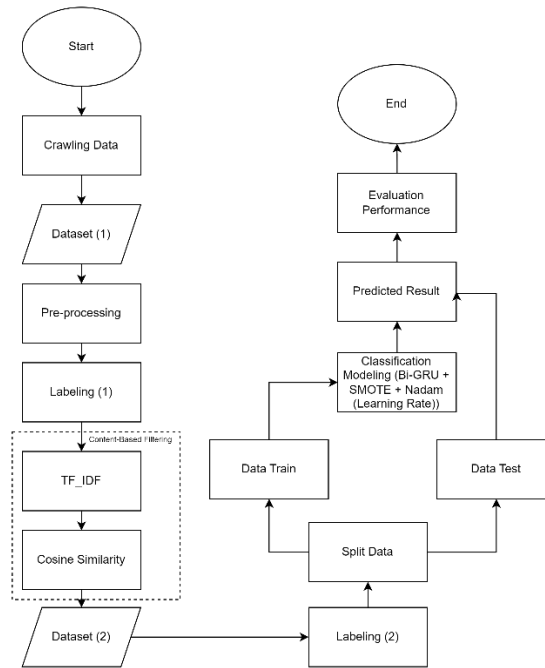 Start
Crawling Data
Dataset (1)
Pre-processing
Labeling (1)
Content-Based Filtering
TF_IDF
Cosine Similarity
Dataset (2)
Labeling (2)
Split Data
Data Train
Data Test
Classification
Modeling (Bi-GRU +
SMOTE + Nadam
(Learning Rate))
Predicted Result
Evaluation
Performance
End